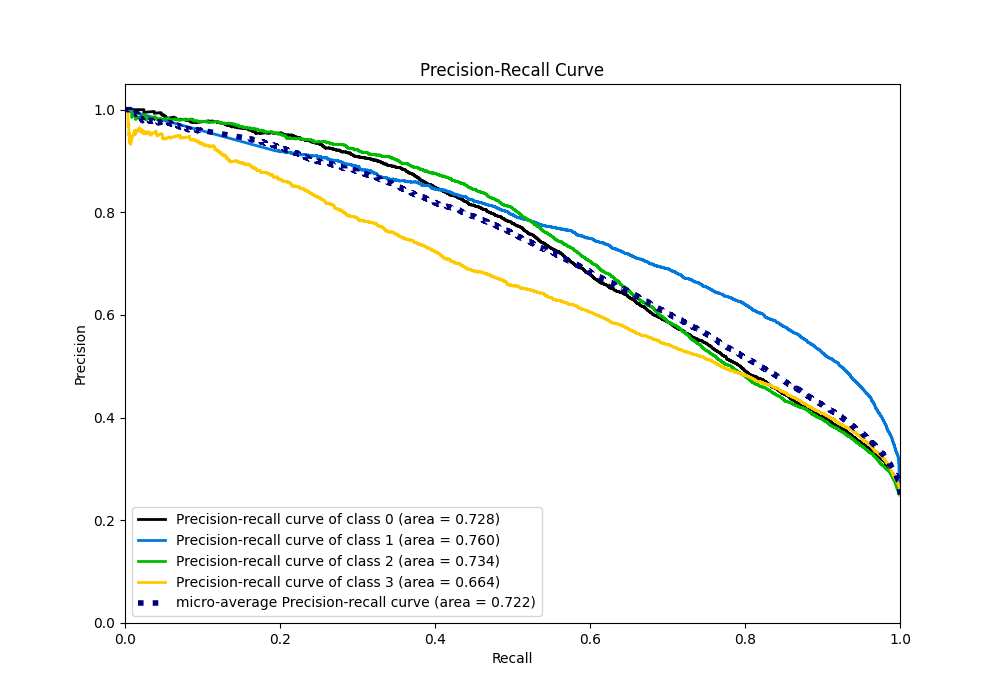 Precision-Recall Curve
Precision
1.0
0.8
0.6
0.4
0.2
0.0
Precision-recall curve of class 0 (area = 0.728)
Precision-recall curve of class 1 (area = 0.760)
Precision-recall curve of class 2 (area = 0.734)
Precision-recall curve of class 3 (area = 0.664)
micro-average Precision-recall curve (area = 0.722)
0.0 0.2 0.4 0.6 0.8 1.0
Recall